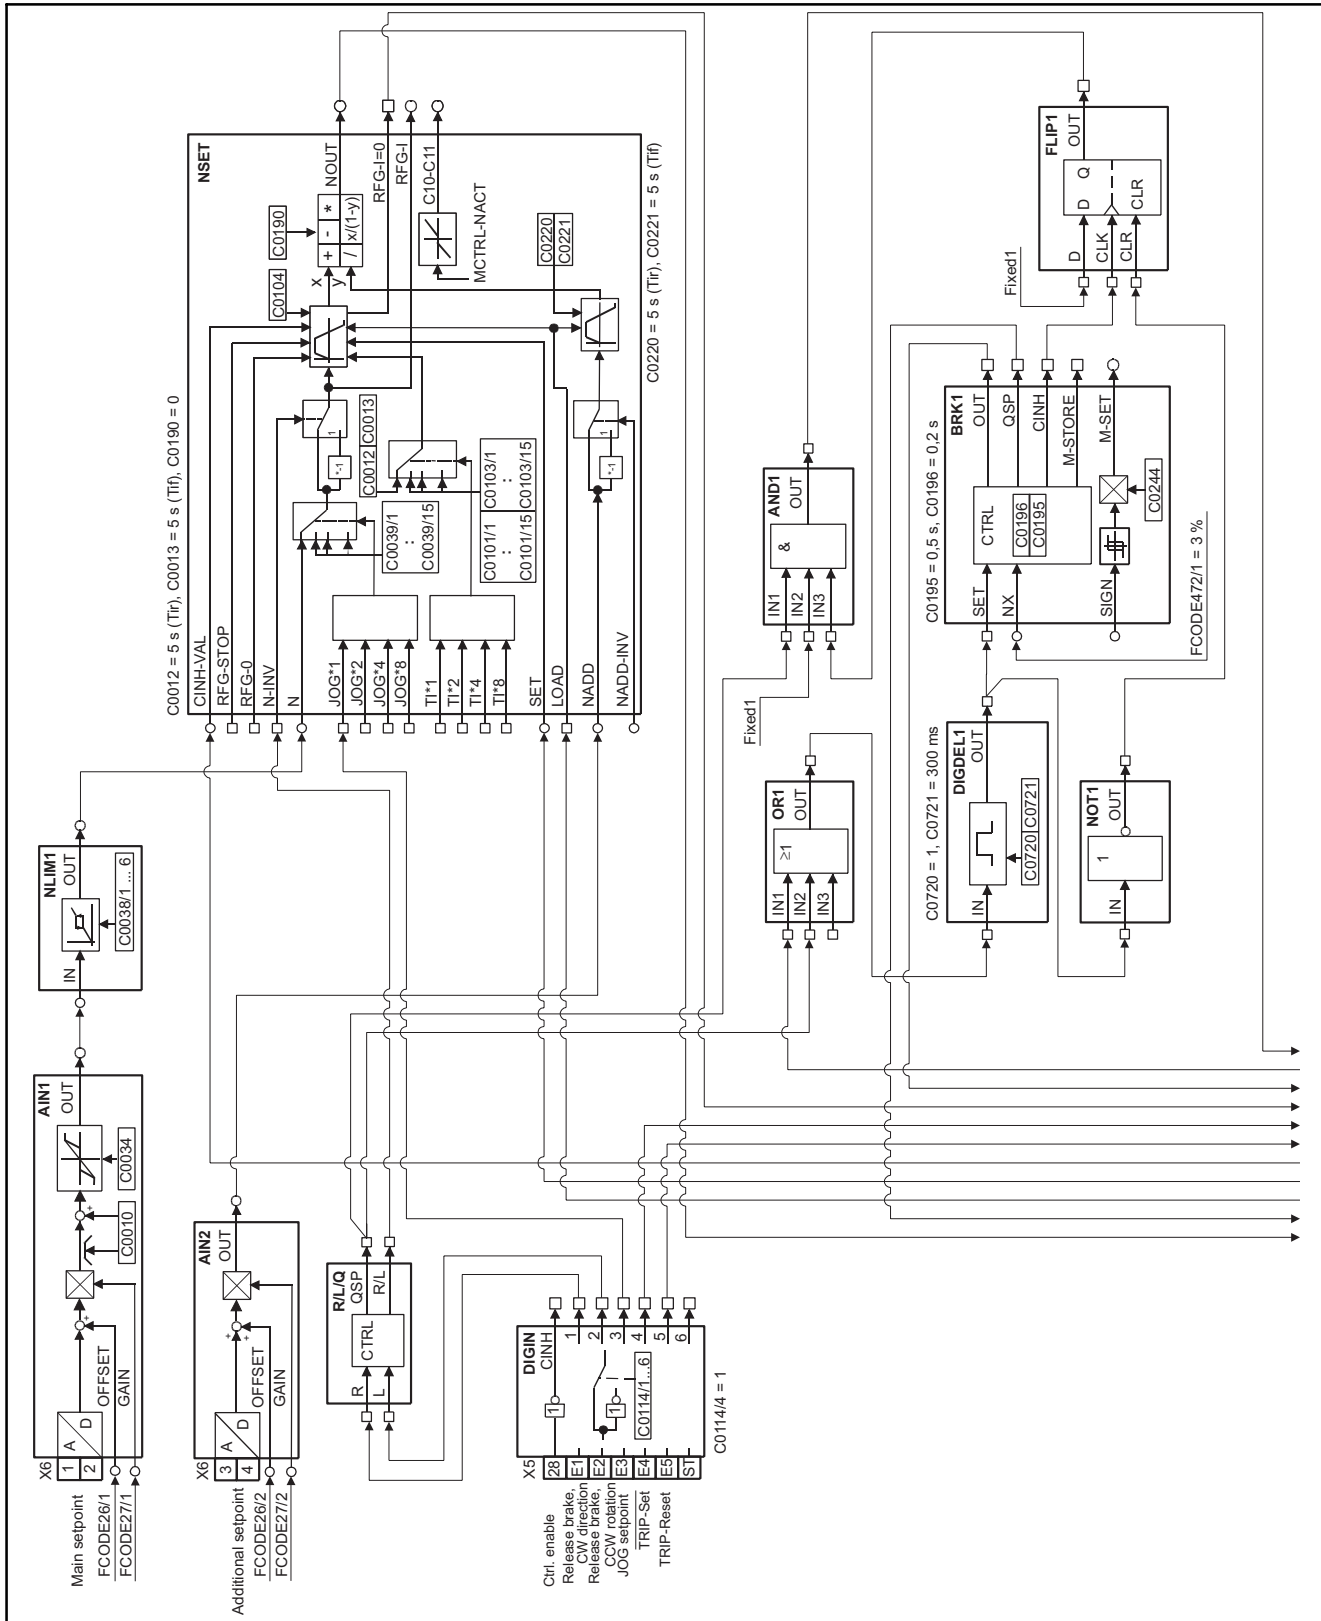 X6
1
2
Main setpoint
FCODE26/1
FCODE27/1
AIN1
A
D
OFFSET
GAIN
+
+
C0010
C0034
OUT
NLIM1
IN
OUT
C0038/1 ... 6
X6
3
4
Additional setpoint
FCODE26/2
FCODE27/2
AIN2
A
D
OFFSET
GAIN
+
+
OUT
R/L/Q
R
L
CTRL
QSP
R/L
DIGIN
X5
28
E1
E2
E3
E4
E5
ST
Ctrl. enable
Release brake,
CW direction
Release brake,
CCW rotation
JOG setpoint
TRIP-Set
TRIP-Reset
1
1
CINH
1
2
3
4
5
6
C0114/1...6
C0114/4 = 1
C0012 = 5 s (Tir), C0013 = 5 s (Tif), C0190 = 0
NSET
CINH-VAL
RFG-STOP
RFG-0
N-INV
N
JOG*1
JOG*2
JOG*4
JOG*8
TI*1
TI*2
TI*4
TI*8
SET
LOAD
NADD
NADD-INV
C0039/1
:
C0039/15
*-1
1
C0012
C0013
C0101/1
:
C0101/15
C0103/1
:
C0103/15
*-1
1
C0104
C0190
x
y
+
-
*
/
x/(1-y)
NOUT
RFG-I=0
RFG-I
C10-C11
MCTRL-NACT
C0220
C0221
C0220 = 5 s (Tir), C0221 = 5 s (Tif)
OR1
IN1
IN2
IN3
≥1
OUT
Fixed1
AND1
IN1
IN2
IN3
&
OUT
C0720 = 1, C0721 = 300 ms
DIGDEL1
IN
OUT
C0720
C0721
NOT1
IN
1
OUT
C0195 = 0,5 s, C0196 = 0,2 s
BRK1
SET
NX
SIGN
CTRL
C0196
C0195
OUT
QSP
CINH
M-STORE
M-SET
C0244
FCODE472/1 = 3 %
Fixed1
FLIP1
D
CLK
CLR
D
Q
CLR
OUT